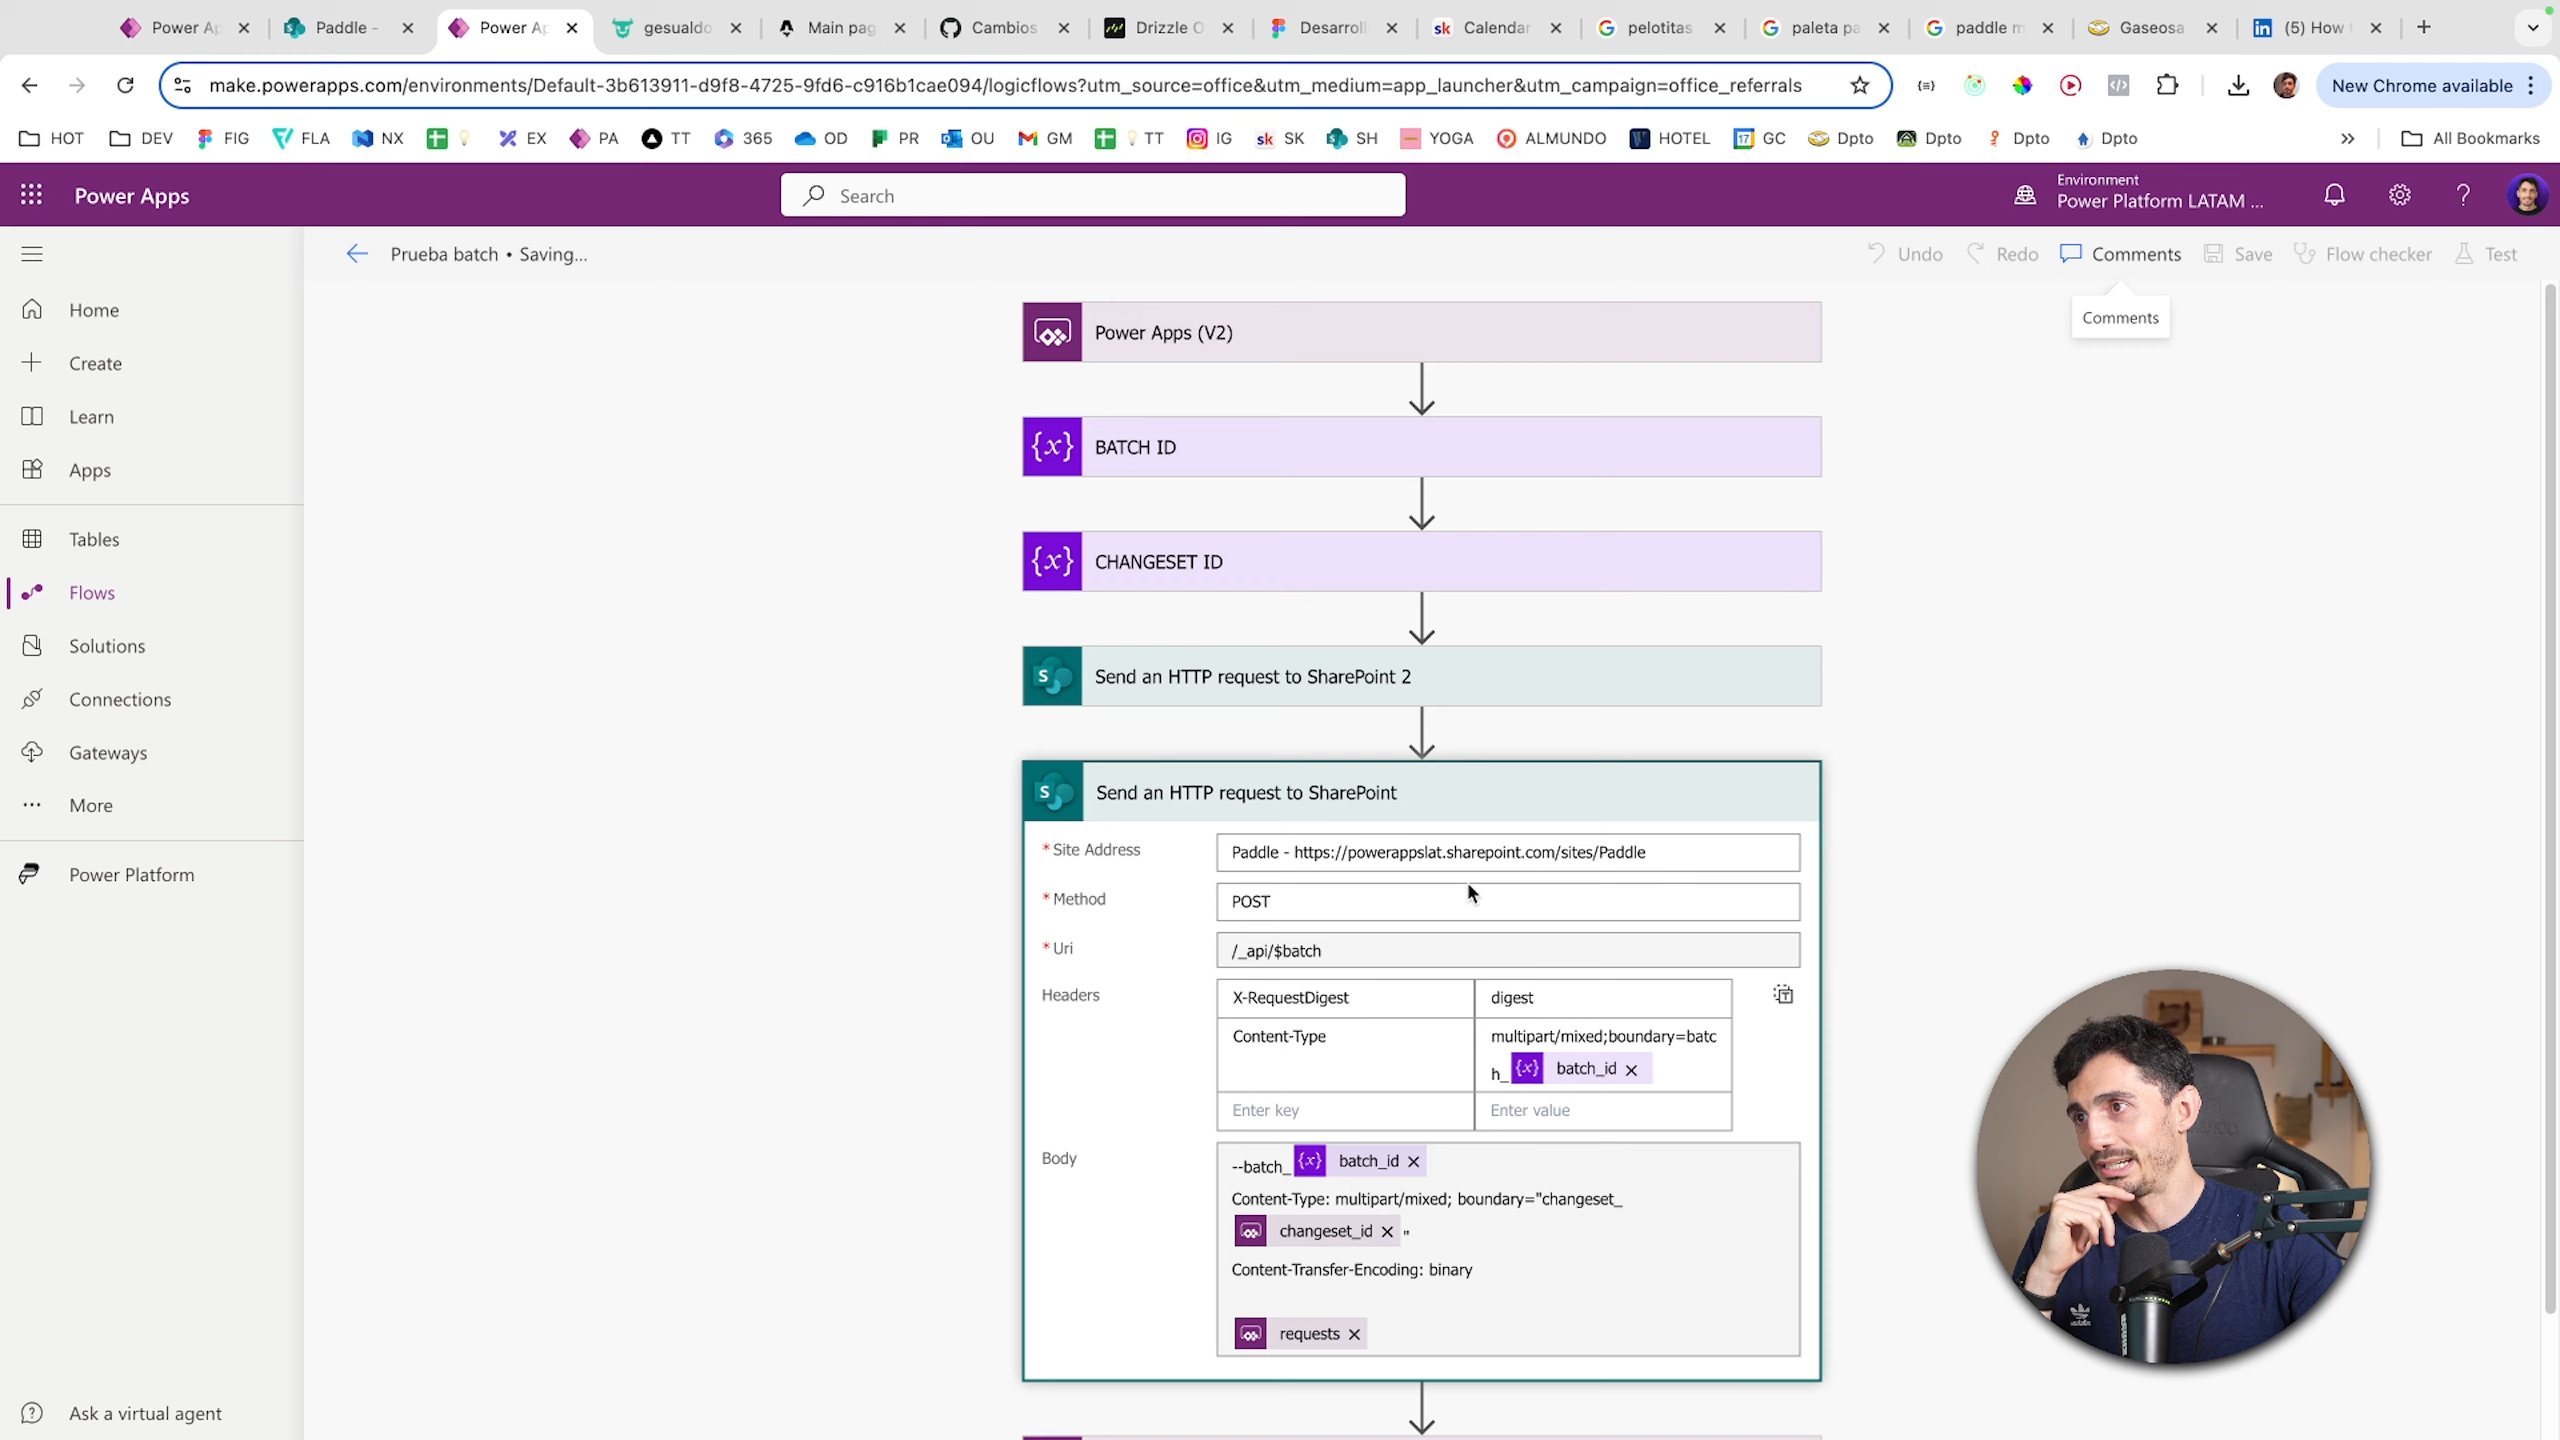 Power Ap
Paddle -
Power Ap
gesualdo
Main pag
Cambios
Drizzle O
Desarroll
Calendar
pelotitas
paleta pa
paddle m
Gaseosa
(5) How t
make.powerapps.com/environments/Default-3b613911-d9f8-4725-9fd6-c916b1cae094/logicflows?utm_source=office&utm_medium=app_launcher&utm_campaign=office_referrals
New Chrome available
HOT
DEV
FIG
FLA
NX
EX
PA
TT
365
OD
PR
OU
GM
TT
IG
SK
SH
YOGA
ALMUNDO
HOTEL
GC
Dpto
Dpto
Dpto
Dpto
All Bookmarks
Power Apps
Search
Environment
Power Platform LATAM ...
Prueba batch • Saving...
Undo
Redo
Comments
Save
Flow checker
Test
Comments
Home
Create
Learn
Apps
Tables
Flows
Solutions
Connections
Gateways
More
Power Platform
Ask a virtual agent
Power Apps (V2)
BATCH ID
CHANGESET ID
Send an HTTP request to SharePoint 2
Send an HTTP request to SharePoint
* Site Address
Paddle - https://powerappslat.sharepoint.com/sites/Paddle
* Method
POST
* Uri
/_api/$batch
Headers
X-RequestDigest
digest
Content-Type
multipart/mixed;boundary=batc
h_ batch_id
Enter key
Enter value
Body
--batch_ batch_id
Content-Type: multipart/mixed; boundary="changeset_
changeset_id "
Content-Transfer-Encoding: binary
requests